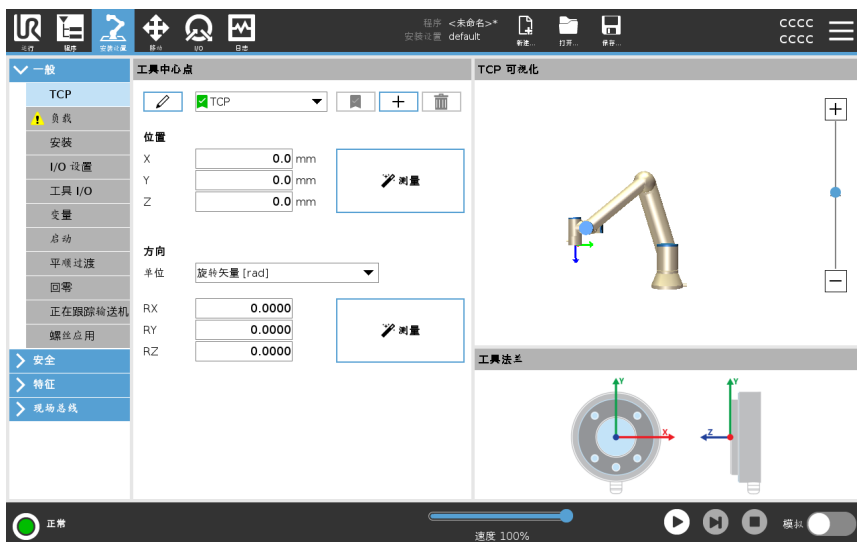 运行
程序
安装设置
移动
I/O
日志
程序 <未命名>*
安装设置 default
新建...
打开...
保存...
CCCC
CCCC
一般
TCP
负载
安装
I/O 设置
工具 I/O
变量
启动
平顺过渡
回零
正在跟踪输送机
螺丝应用
安全
特征
现场总线
工具中心点
TCP
位置
X 0.0 mm
Y 0.0 mm
Z 0.0 mm
测量
方向
单位 旋转矢量 [rad]
RX 0.0000
RY 0.0000
RZ 0.0000
测量
TCP 可视化
工具法兰
Y
X
Y
Z
正常
速度 100%
模拟